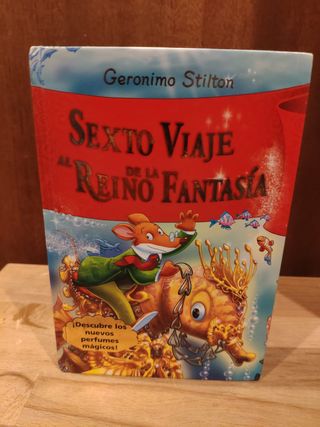 Geronimo Stilton
SEXTO VIAJE
AL REINO DE LA FANTASÍA
¡Descubre los
nuevos
perfumes
mágicos!